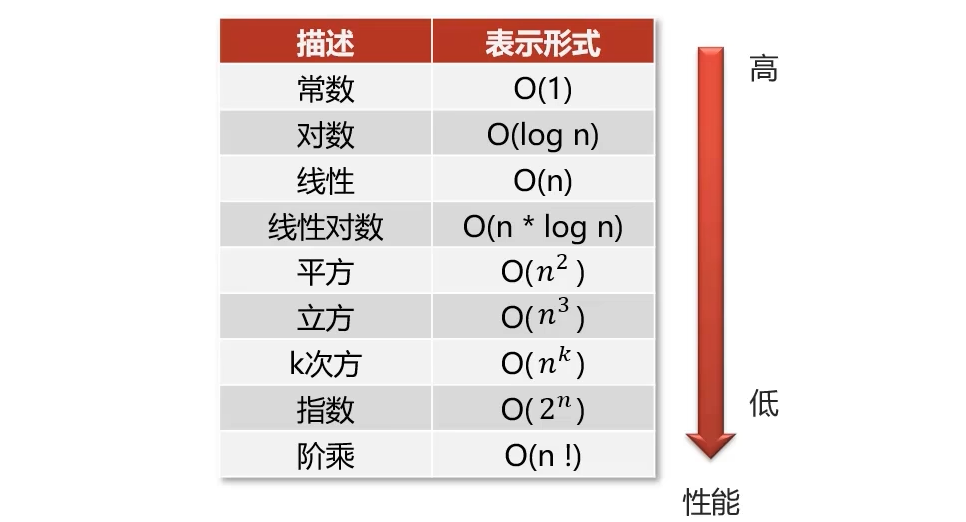 描述 表示形式
常数 O(1)
对数 O(log n)
线性 O(n)
线性对数 O(n * log n)
平方 O(n²)
立方 O(n³)
k次方 O(nᵏ)
指数 O(2ⁿ)
阶乘 O(n !)
高
低
性能